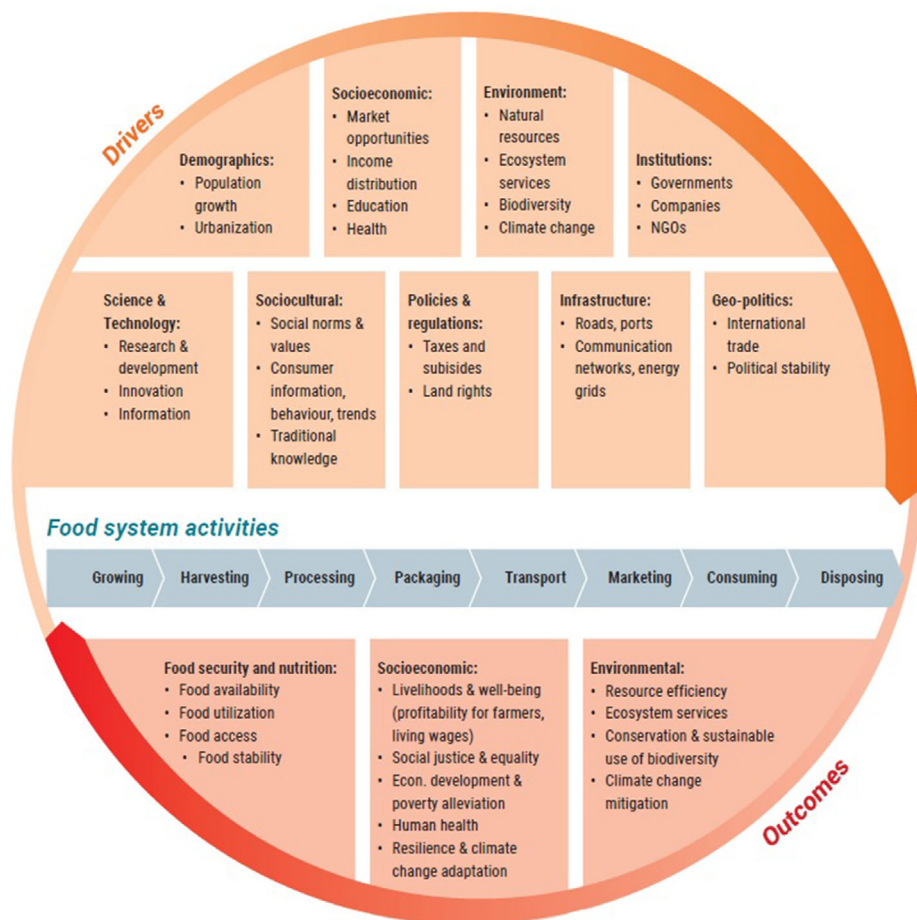 Drivers
Demographics:
• Population
growth
• Urbanization
Socioeconomic:
• Market
opportunities
• Income
distribution
• Education
• Health
Environment:
• Natural
resources
• Ecosystem
services
• Biodiversity
• Climate change
Institutions:
• Governments
• Companies
• NGOs
Science &
Technology:
• Research &
development
• Innovation
• Information
Sociocultural:
• Social norms &
values
• Consumer
information,
behaviour, trends
• Traditional
knowledge
Policies &
regulations:
• Taxes and
subisides
• Land rights
Infrastructure:
• Roads, ports
• Communication
networks, energy
grids
Geo-politics:
• International
trade
• Political stability
Food system activities
Growing
Harvesting
Processing
Packaging
Transport
Marketing
Consuming
Disposing
Food security and nutrition:
• Food availability
• Food utilization
• Food access
• Food stability
Socioeconomic:
• Livelihoods & well-being
(profitability for farmers,
living wages)
• Social justice & equality
• Econ. development &
poverty alleviation
• Human health
• Resilience & climate
change adaptation
Environmental:
• Resource efficiency
• Ecosystem services
• Conservation & sustainable
use of biodiversity
• Climate change
mitigation
Outcomes